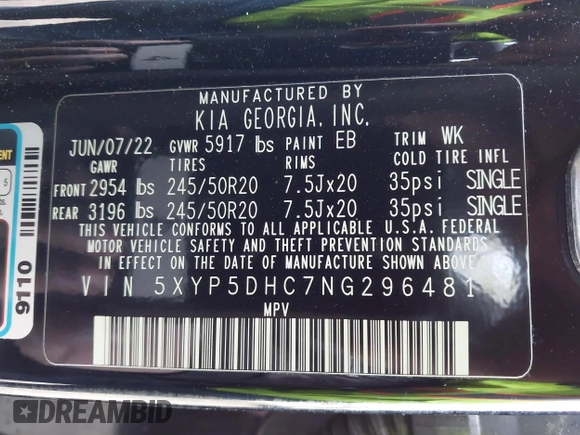 MANUFACTURED BY
KIA GEORGIA. INC.
JUN/07/22 GVWR 5917 lbs PAINT EB TRIM WK
GAWR TIRES RIMS COLD TIRE INFL
FRONT 2954 lbs 245/50R20 7.5Jx20 35psi SINGLE
REAR 3196 lbs 245/50R20 7.5Jx20 35psi SINGLE
THIS VEHICLE CONFORMS TO ALL APPLICABLE U.S.A. FEDERAL
MOTOR VEHICLE SAFETY AND THEFT PREVENTION STANDARDS
IN EFFECT ON THE DATE OF MANUFACTURE SHOWN ABOVE.
VIN 5XYP5DHC7NG296481
MPV
5
9110
DREAMBID